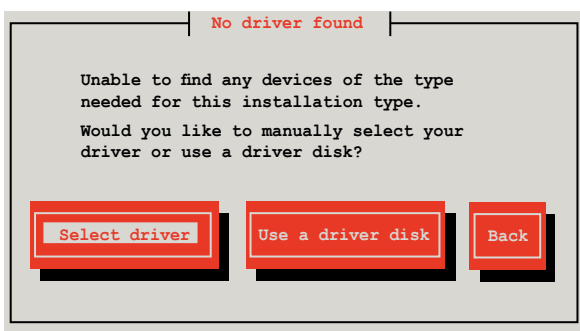 No driver found
Unable to find any devices of the type
needed for this installation type.
Would you like to manually select your
driver or use a driver disk?
Select driver
Use a driver disk
Back